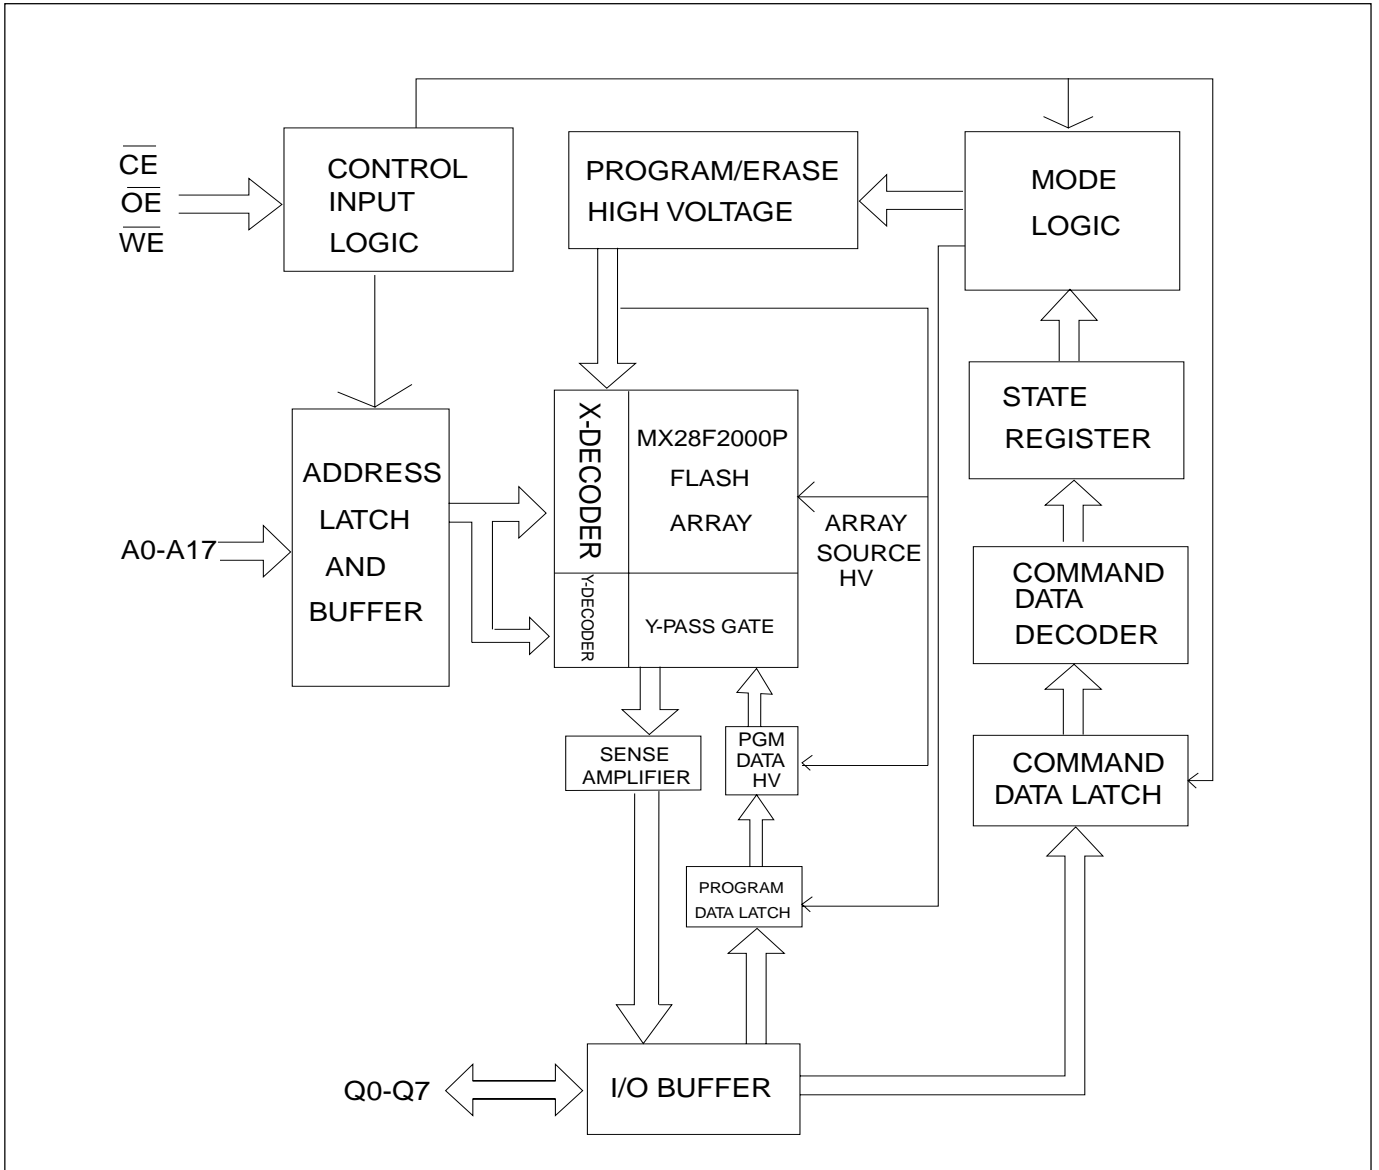 CE
OE
WE
CONTROL
INPUT
LOGIC
PROGRAM/ERASE
HIGH VOLTAGE
MODE
LOGIC
STATE
REGISTER
ADDRESS
LATCH
AND
BUFFER
A0-A17
X-DECODER
MX28F2000P
FLASH
ARRAY
ARRAY
SOURCE
HV
Y-DECODER
Y-PASS GATE
COMMAND
DATA
DECODER
SENSE
AMPLIFIER
PGM
DATA
HV
COMMAND
DATA LATCH
PROGRAM
DATA LATCH
Q0-Q7
I/O BUFFER